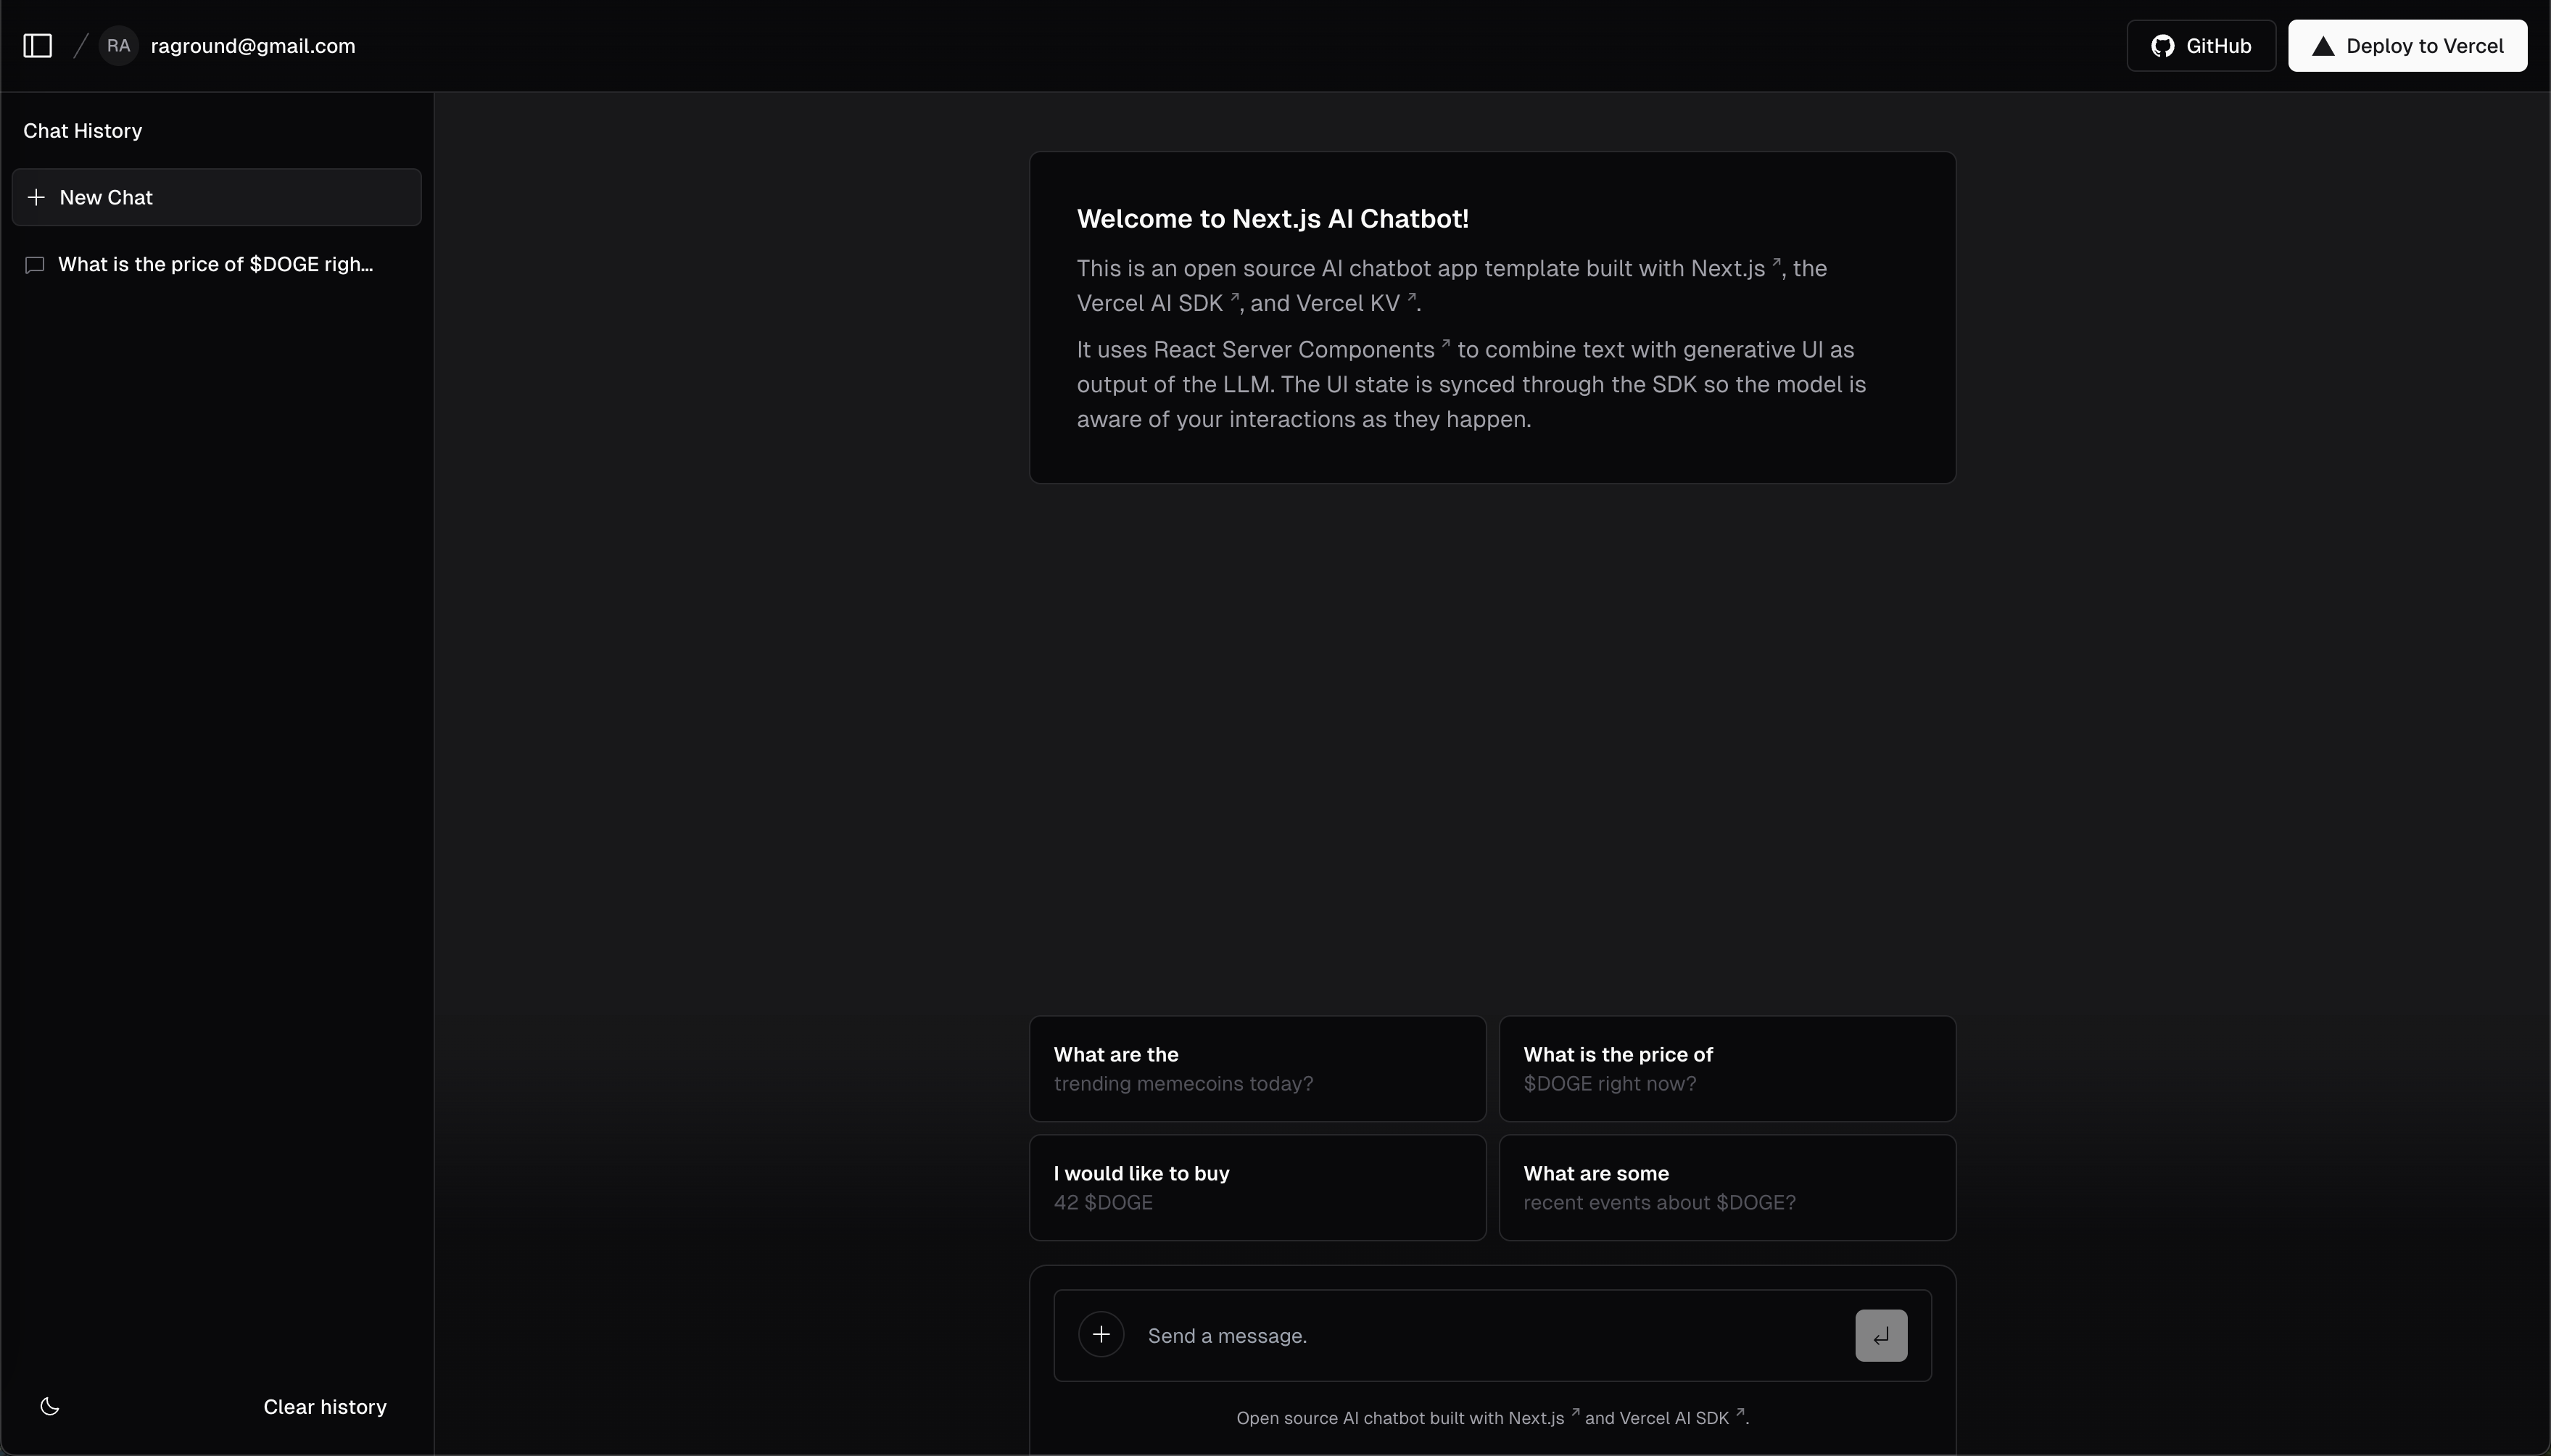 RA raground@gmail.com
GitHub
Deploy to Vercel
Chat History
New Chat
What is the price of $DOGE righ...
Welcome to Next.js AI Chatbot!
This is an open source AI chatbot app template built with Next.js ↗, the
Vercel AI SDK ↗, and Vercel KV ↗.
It uses React Server Components ↗ to combine text with generative UI as
output of the LLM. The UI state is synced through the SDK so the model is
aware of your interactions as they happen.
What are the
trending memecoins today?
What is the price of
$DOGE right now?
I would like to buy
42 $DOGE
What are some
recent events about $DOGE?
Send a message.
Open source AI chatbot built with Next.js ↗ and Vercel AI SDK ↗.
Clear history